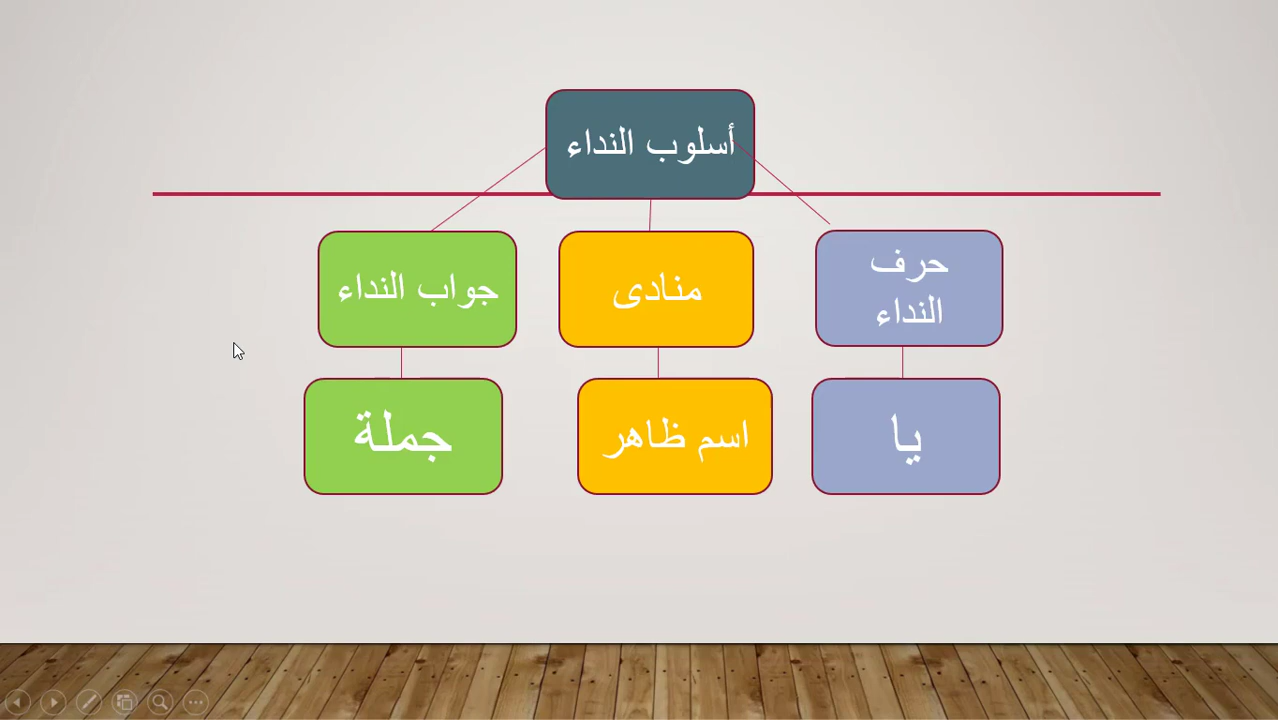 أسلوب النداء
حرف
النداء
منادى
جواب النداء
يا
اسم ظاهر
جملة